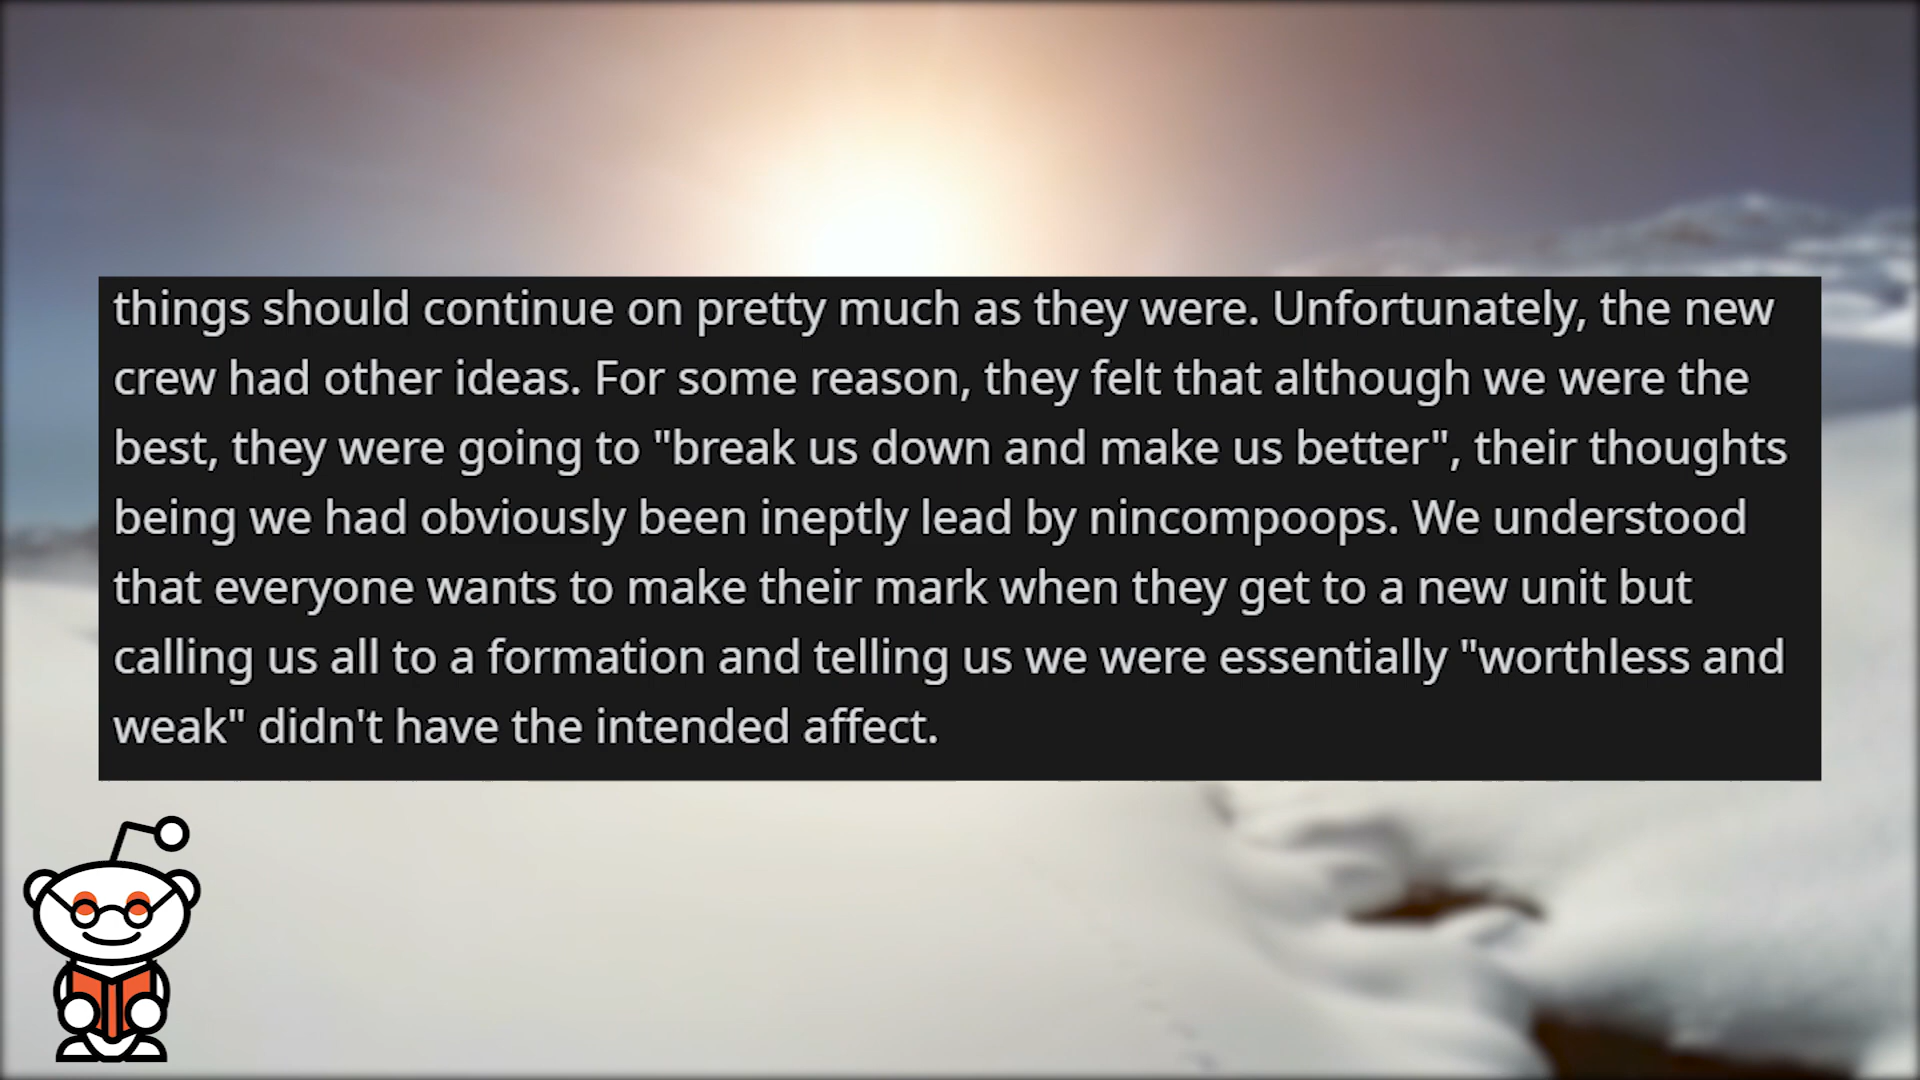 things should continue on pretty much as they were. Unfortunately, the new
crew had other ideas. For some reason, they felt that although we were the
best, they were going to "break us down and make us better", their thoughts
being we had obviously been ineptly lead by nincompoops. We understood
that everyone wants to make their mark when they get to a new unit but
calling us all to a formation and telling us we were essentially "worthless and
weak" didn't have the intended affect.